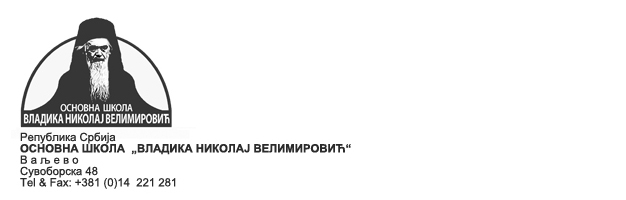 ОСНОВНА ШКОЛА
ВЛАДИКА НИКОЛАЈ ВЕЛИМИРОВИЋ
Република Србија
ОСНОВНА ШКОЛА „ВЛАДИКА НИКОЛАЈ ВЕЛИМИРОВИЋ“
В а љ е в о
Сувоборска 48
Tel & Fax: +381 (0)14 221 281